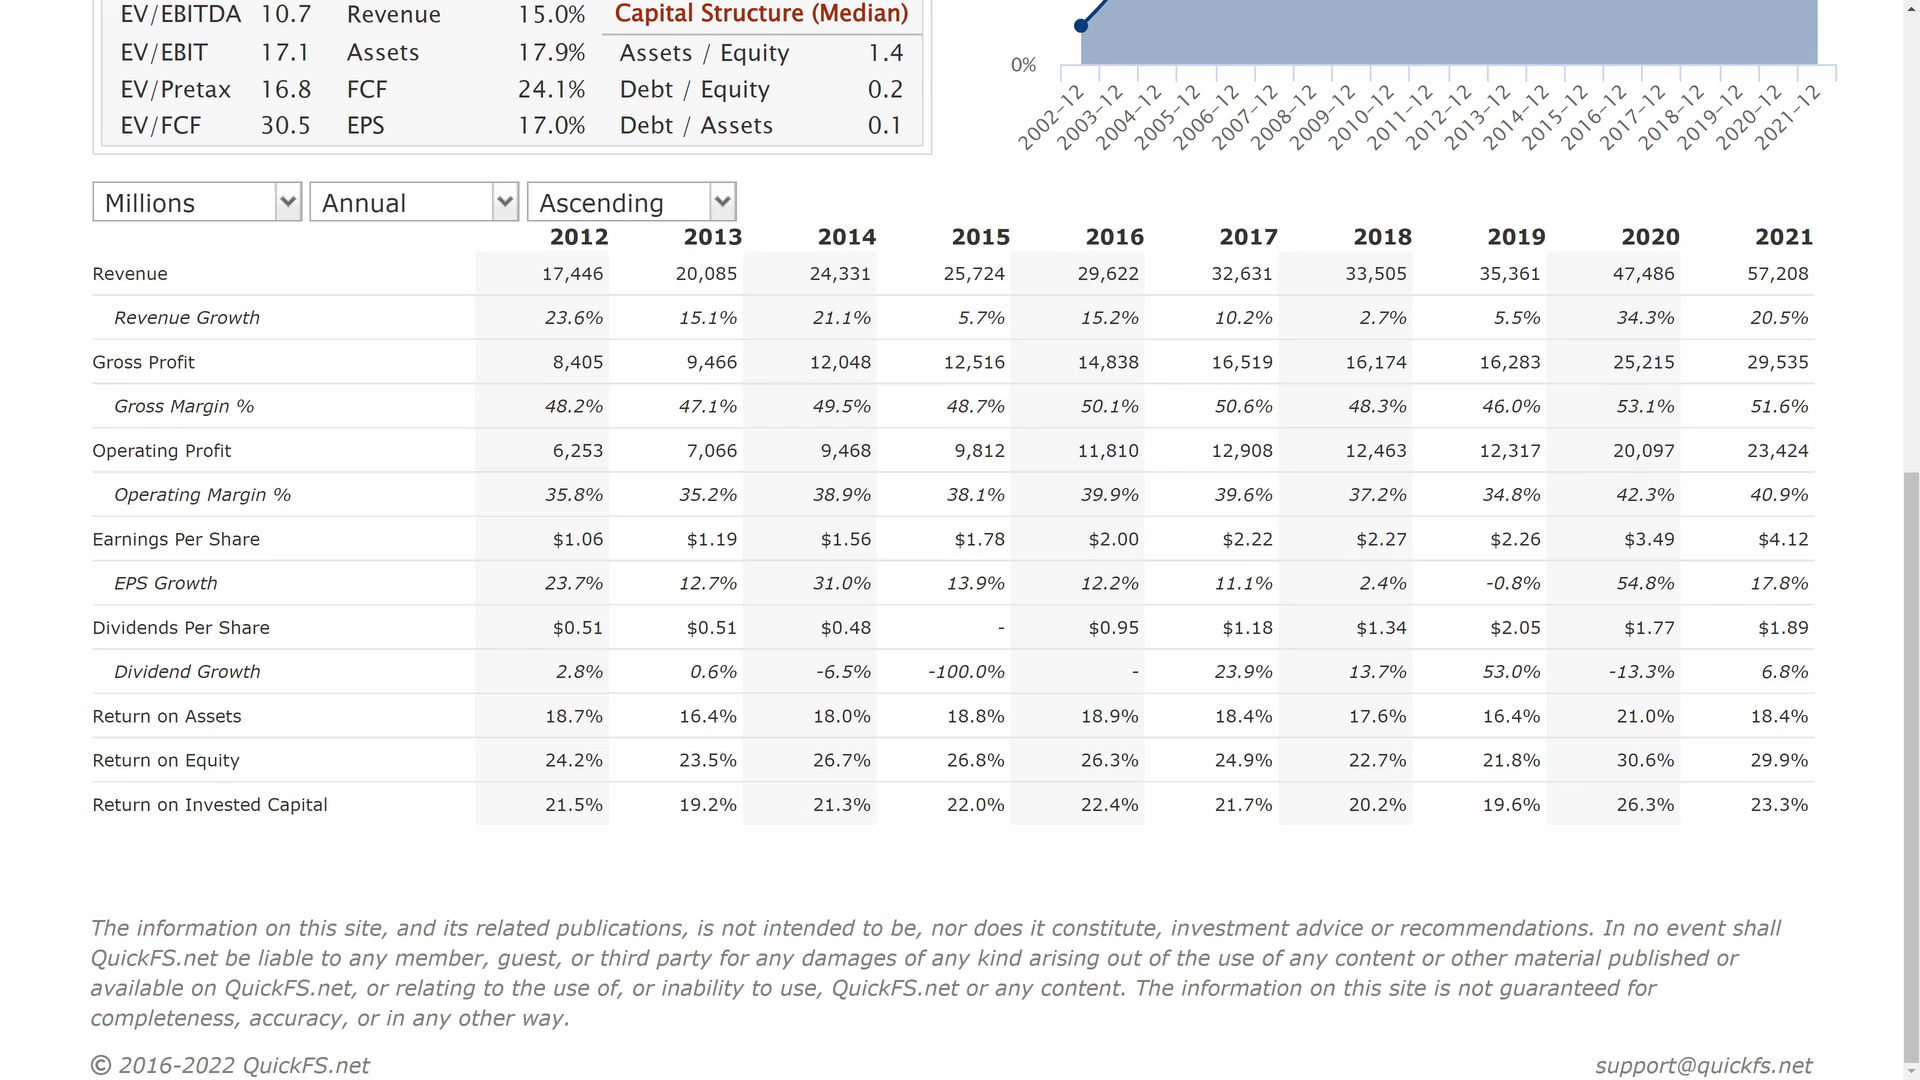 EV/EBITDA 10.7 Revenue 15.0% Capital Structure (Median)
EV/EBIT 17.1 Assets 17.9% Assets / Equity 1.4
EV/Pretax 16.8 FCF 24.1% Debt / Equity 0.2
EV/FCF 30.5 EPS 17.0% Debt / Assets 0.1
0%
2002-12 2003-12 2004-12 2005-12 2006-12 2007-12 2008-12 2009-12 2010-12 2011-12 2012-12 2013-12 2014-12 2015-12 2016-12 2017-12 2018-12 2019-12 2020-12 2021-12
Millions Annual Ascending
2012 2013 2014 2015 2016 2017 2018 2019 2020 2021
Revenue 17,446 20,085 24,331 25,724 29,622 32,631 33,505 35,361 47,486 57,208
Revenue Growth 23.6% 15.1% 21.1% 5.7% 15.2% 10.2% 2.7% 5.5% 34.3% 20.5%
Gross Profit 8,405 9,466 12,048 12,516 14,838 16,519 16,174 16,283 25,215 29,535
Gross Margin % 48.2% 47.1% 49.5% 48.7% 50.1% 50.6% 48.3% 46.0% 53.1% 51.6%
Operating Profit 6,253 7,066 9,468 9,812 11,810 12,908 12,463 12,317 20,097 23,424
Operating Margin % 35.8% 35.2% 38.9% 38.1% 39.9% 39.6% 37.2% 34.8% 42.3% 40.9%
Earnings Per Share $1.06 $1.19 $1.56 $1.78 $2.00 $2.22 $2.27 $2.26 $3.49 $4.12
EPS Growth 23.7% 12.7% 31.0% 13.9% 12.2% 11.1% 2.4% -0.8% 54.8% 17.8%
Dividends Per Share $0.51 $0.51 $0.48 - $0.95 $1.18 $1.34 $2.05 $1.77 $1.89
Dividend Growth 2.8% 0.6% -6.5% -100.0% - 23.9% 13.7% 53.0% -13.3% 6.8%
Return on Assets 18.7% 16.4% 18.0% 18.8% 18.9% 18.4% 17.6% 16.4% 21.0% 18.4%
Return on Equity 24.2% 23.5% 26.7% 26.8% 26.3% 24.9% 22.7% 21.8% 30.6% 29.9%
Return on Invested Capital 21.5% 19.2% 21.3% 22.0% 22.4% 21.7% 20.2% 19.6% 26.3% 23.3%
The information on this site, and its related publications, is not intended to be, nor does it constitute, investment advice or recommendations. In no event shall
QuickFS.net be liable to any member, guest, or third party for any damages of any kind arising out of the use of any content or other material published or
available on QuickFS.net, or relating to the use of, or inability to use, QuickFS.net or any content. The information on this site is not guaranteed for
completeness, accuracy, or in any other way.
© 2016-2022 QuickFS.net support@quickfs.net